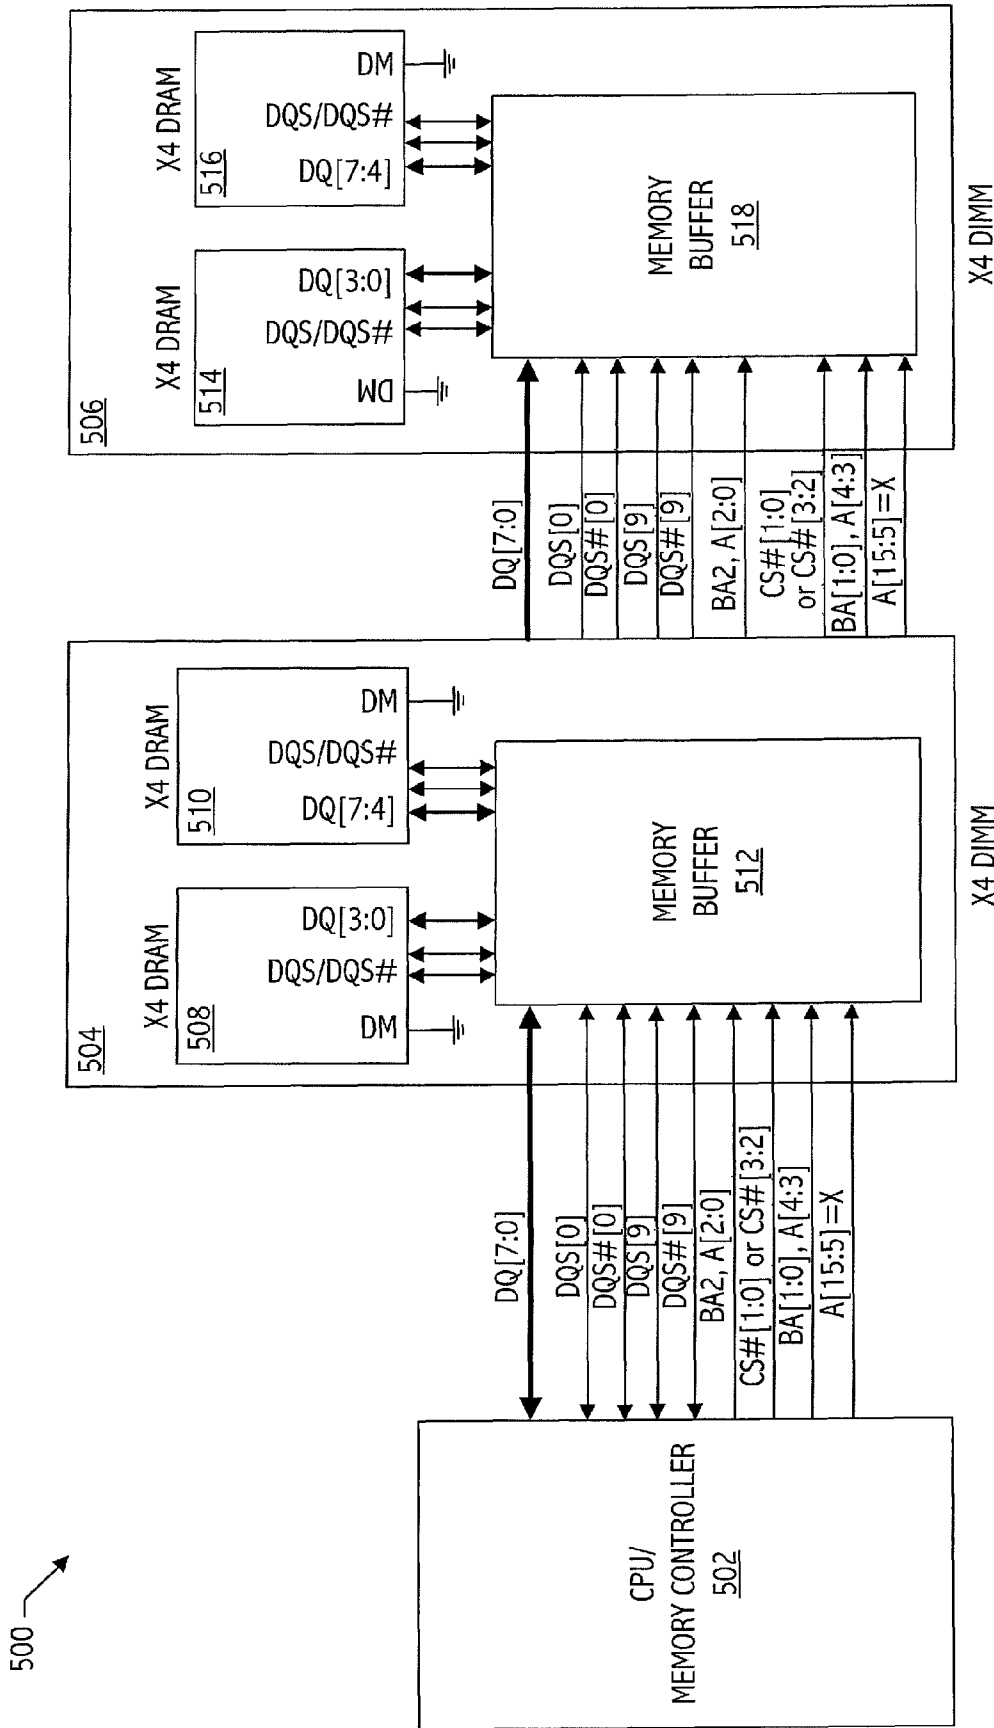 500
CPU/
MEMORY CONTROLLER
502
DQ[7:0]
DQS[0]
DQS#[0]
DQS[9]
DQS#[9]
BA2, A[2:0]
CS#[1:0] or CS#[3:2]
BA[1:0], A[4:3]
A[15:5]=X
504
X4 DRAM
508
DM
DQS/DQS#
DQ[3:0]
X4 DRAM
510
DQ[7:4]
DQS/DQS#
DM
MEMORY
BUFFER
512
X4 DIMM
DQ[7:0]
DQS[0]
DQS#[0]
DQS[9]
DQS#[9]
BA2, A[2:0]
CS#[1:0]
or CS#[3:2]
BA[1:0], A[4:3]
A[15:5]=X
506
X4 DRAM
514
DM
DQS/DQS#
DQ[3:0]
X4 DRAM
516
DQ[7:4]
DQS/DQS#
DM
MEMORY
BUFFER
518
X4 DIMM